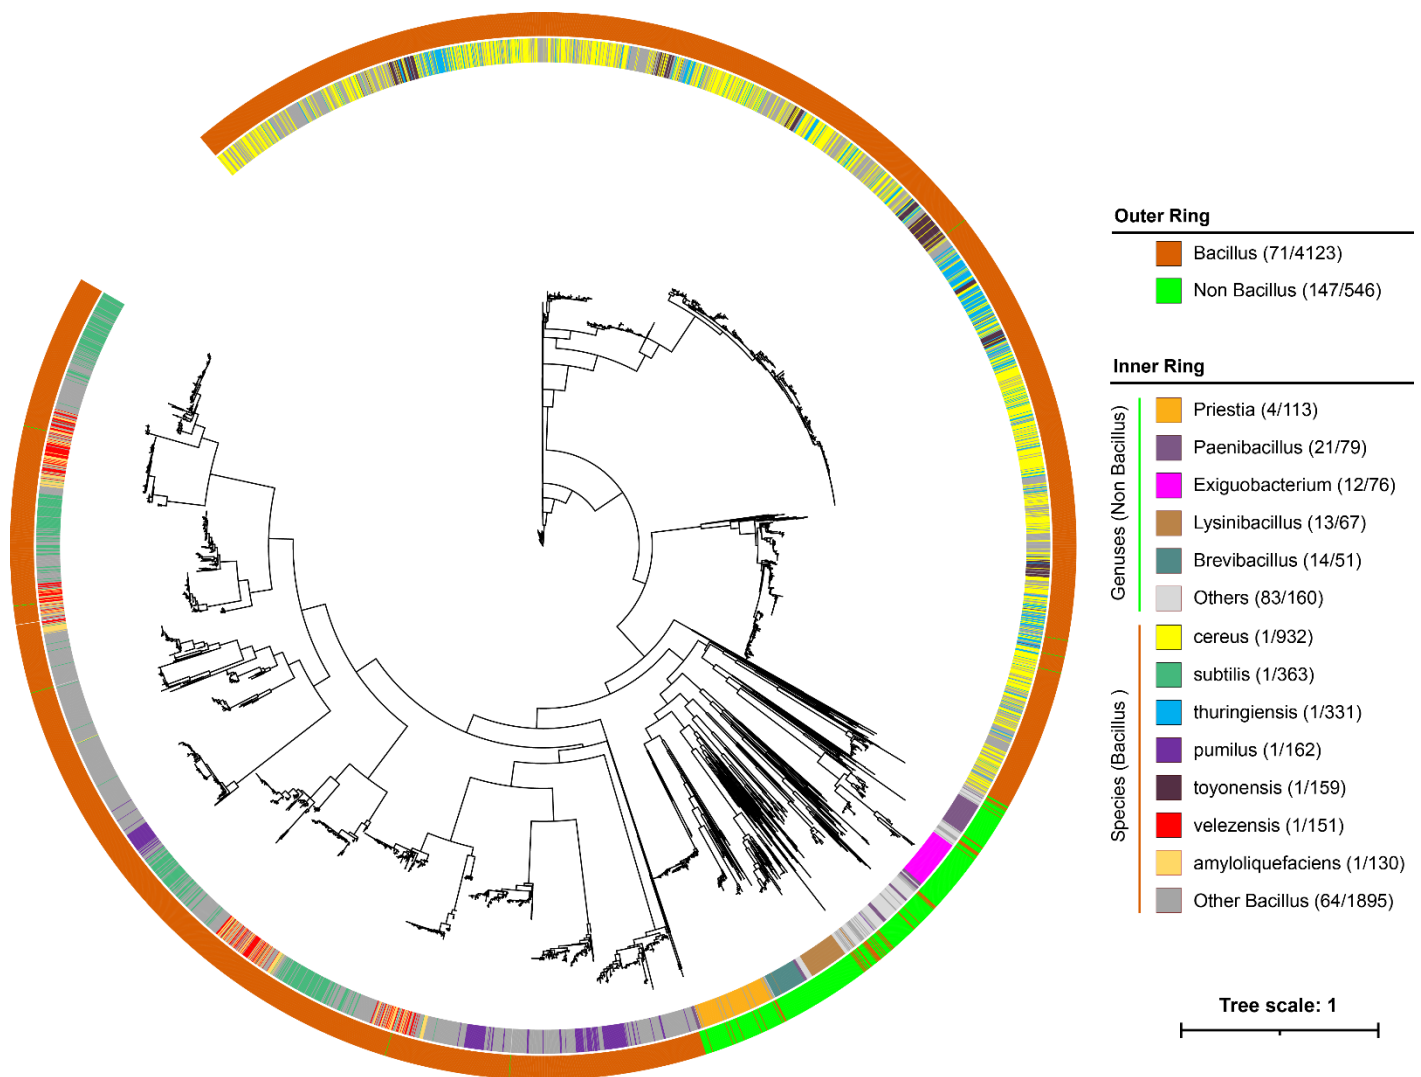 Outer Ring
Bacillus (71/4123)
Non Bacillus (147/546)
Inner Ring
Genuses (Non Bacillus)
Priestia (4/113)
Paenibacillus (21/79)
Exiguobacterium (12/76)
Lysinibacillus (13/67)
Brevibacillus (14/51)
Others (83/160)
Species (Bacillus )
cereus (1/932)
subtilis (1/363)
thuringiensis (1/331)
pumilus (1/162)
toyonensis (1/159)
velezensis (1/151)
amyloliquefaciens (1/130)
Other Bacillus (64/1895)
Tree scale: 1